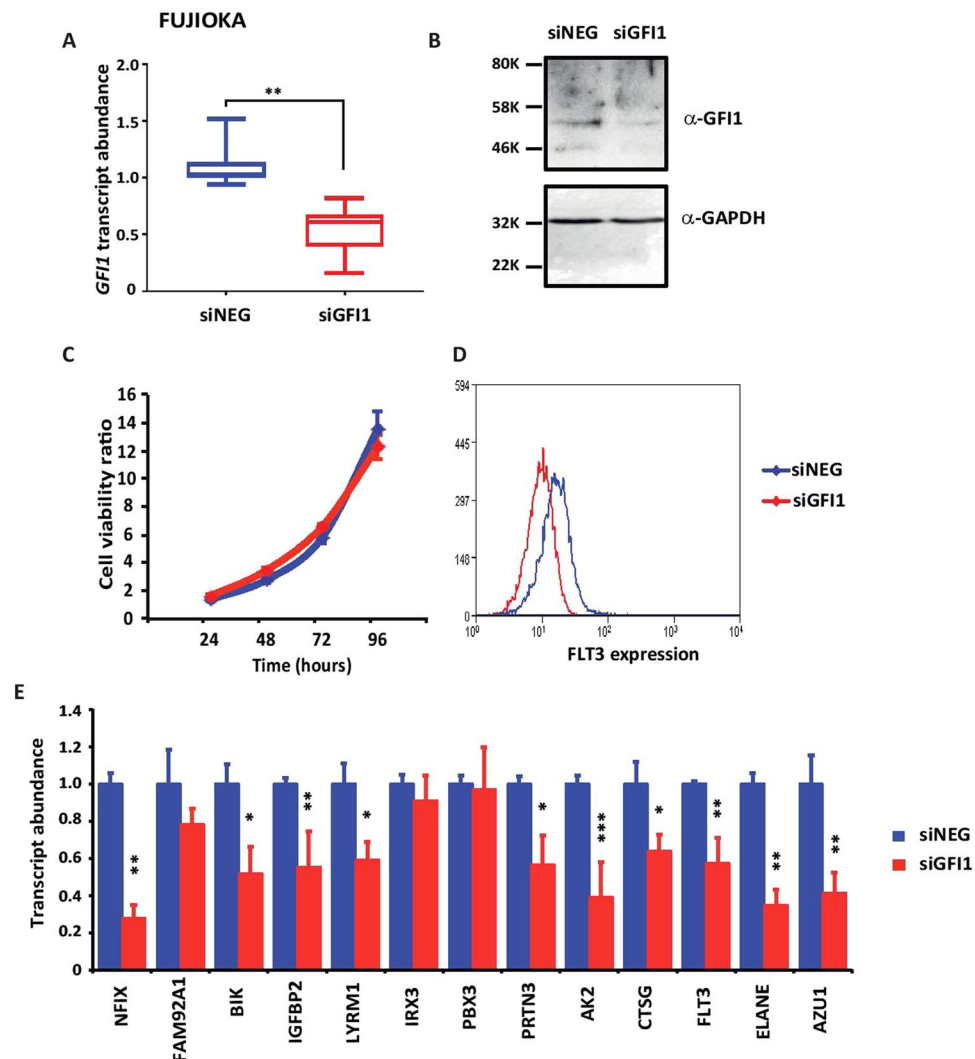 FUJIOKA
A
GFI1 transcript abundance
2.0
1.5
1.0
0.5
0
**
siNEG
siGFI1
B
siNEG siGFI1
80K
58K
46K
α-GFI1
32K
22K
α-GAPDH
C
Cell viability ratio
16
14
12
10
8
6
4
2
0
24 48 72 96
Time (hours)
D
594
445
297
148
0
10⁰ 10¹ 10² 10³ 10⁴
FLT3 expression
siNEG
siGFI1
E
Transcript abundance
1.4
1.2
1.0
0.8
0.6
0.4
0.2
0
** * ** * * *** * ** ** **
NFIX
FAM92A1
BIK
IGFBP2
LYRM1
IRX3
PBX3
PRTN3
AK2
CTSG
FLT3
ELANE
AZU1
siNEG
siGFI1